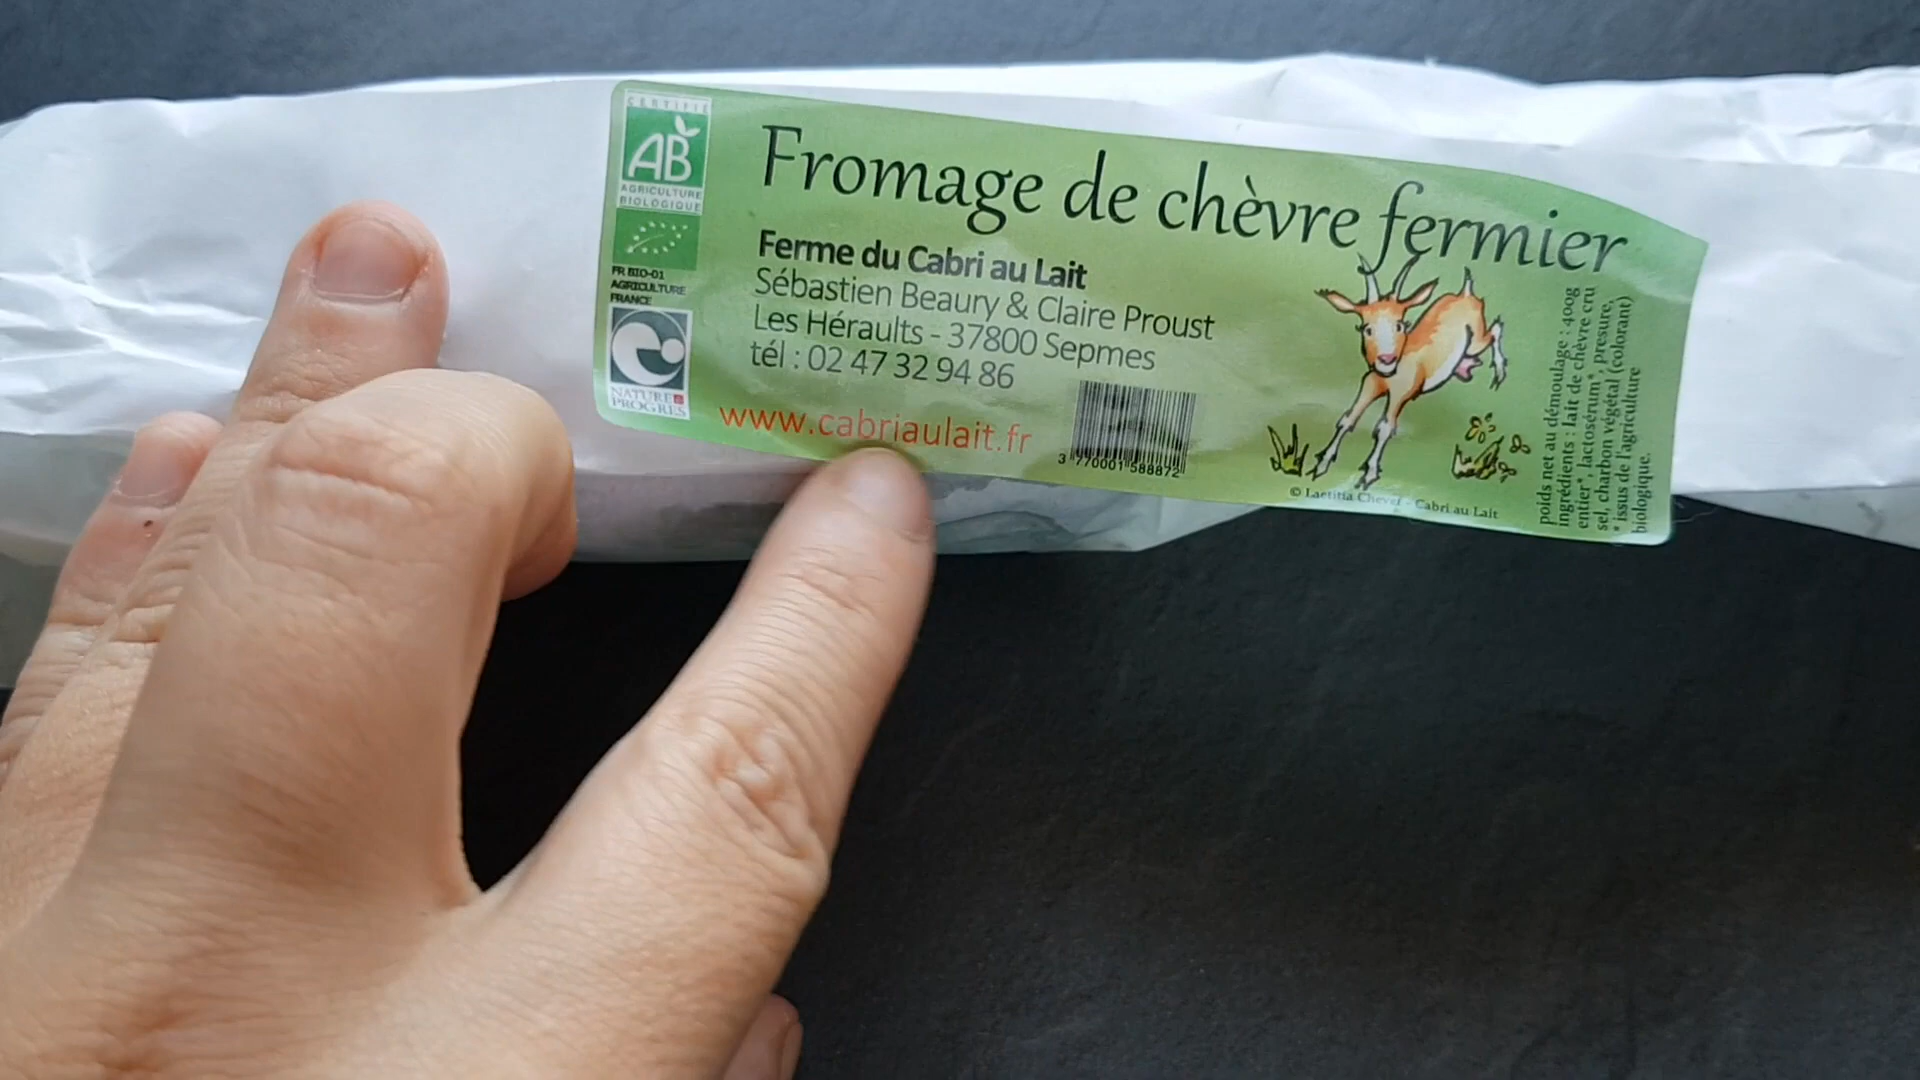 CERTIFIÉ
AB
AGRICULTURE
BIOLOGIQUE
FR BIO-01
AGRICULTURE
FRANCE
NATURE &
PROGRES
Fromage de chèvre fermier
Ferme du Cabri au Lait
Sébastien Beaury & Claire Proust
Les Héraults - 37800 Sepmes
tél : 02 47 32 94 86
www.cabriaulait.fr
3 770001 588872
© Laetitia Chevet - Cabri au Lait
poids net au démoulage : 400g
ingrédients : lait de chèvre cru
entier*, lactosérum*, presure,
sel, charbon végétal (colorant)
* issus de l'agriculture
biologique.